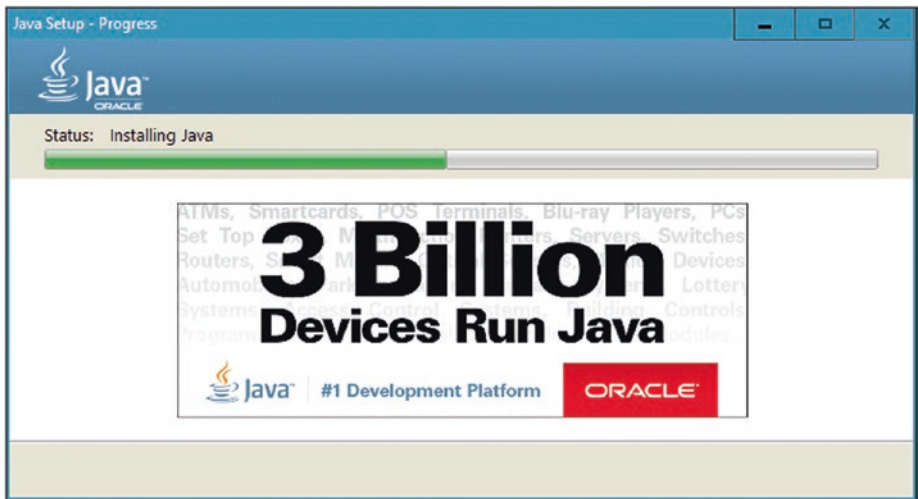 Java Setup - Progress
Java™
ORACLE
Status: Installing Java
ATMs, Smartcards, POS Terminals, Blu-ray Players, PCs
Set Top Servers, Switches
Routers, Devices
Automob Lottery
Systems, Access Control Systems, Building Controls
3 Billion
Devices Run Java
Java™ #1 Development Platform ORACLE®